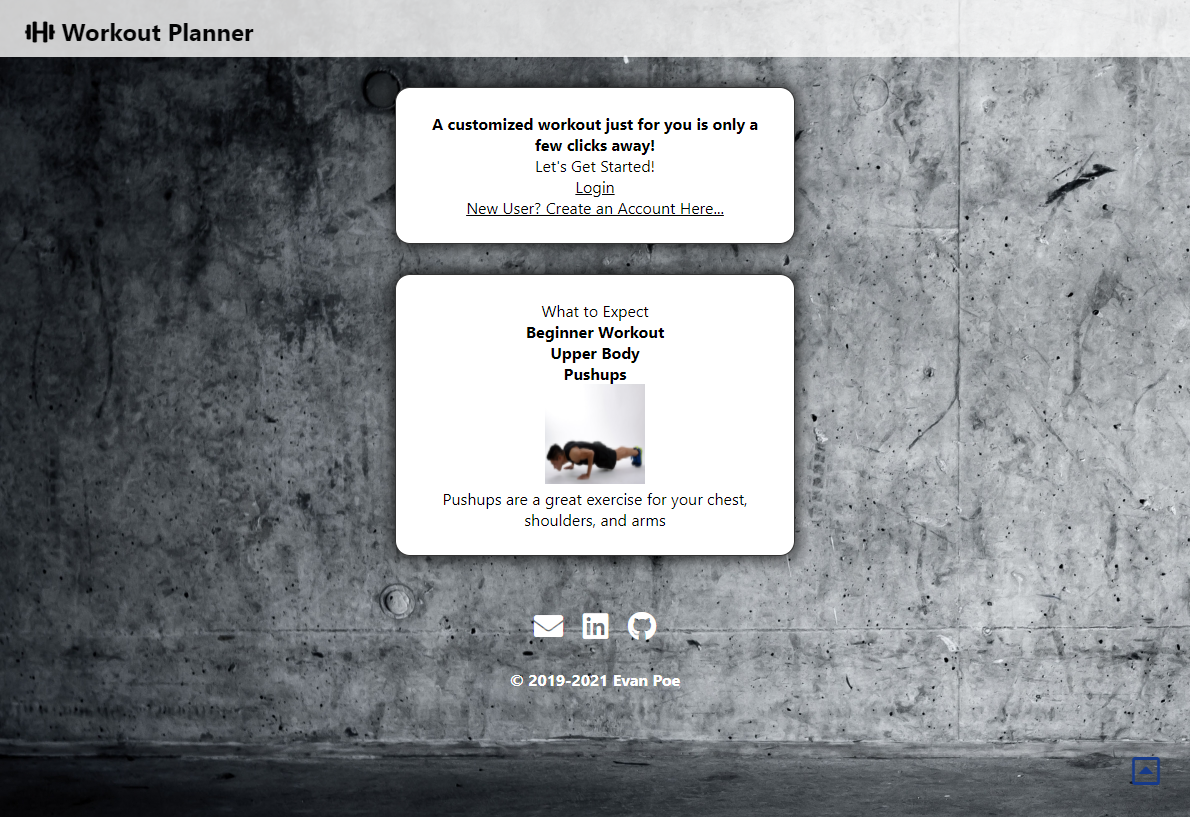 Workout Planner
A customized workout just for you is only a
few clicks away!
Let's Get Started!
Login
New User? Create an Account Here...
What to Expect
Beginner Workout
Upper Body
Pushups
Pushups are a great exercise for your chest,
shoulders, and arms
© 2019-2021 Evan Poe